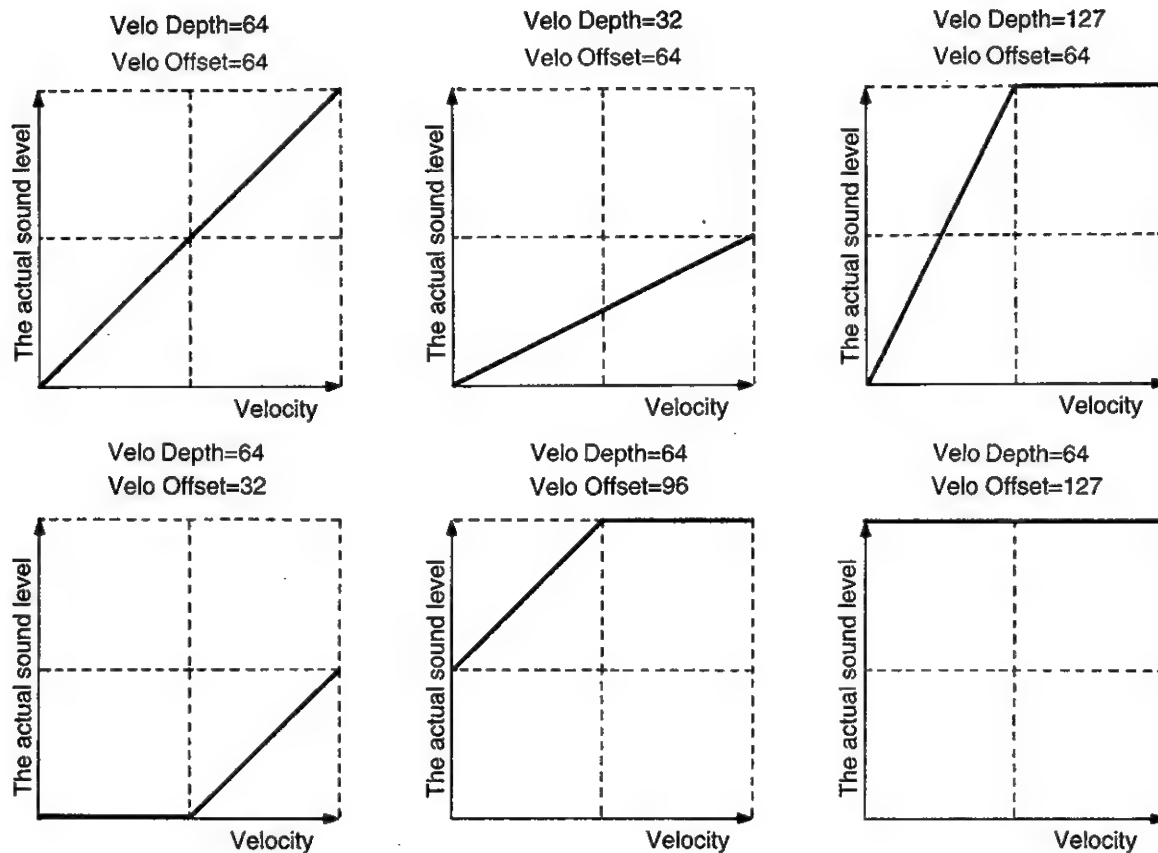 Velo Depth=64
Velo Offset=64
The actual sound level
Velocity
Velo Depth=32
Velo Offset=64
The actual sound level
Velocity
Velo Depth=127
Velo Offset=64
The actual sound level
Velocity
Velo Depth=64
Velo Offset=32
The actual sound level
Velocity
Velo Depth=64
Velo Offset=96
The actual sound level
Velocity
Velo Depth=64
Velo Offset=127
The actual sound level
Velocity